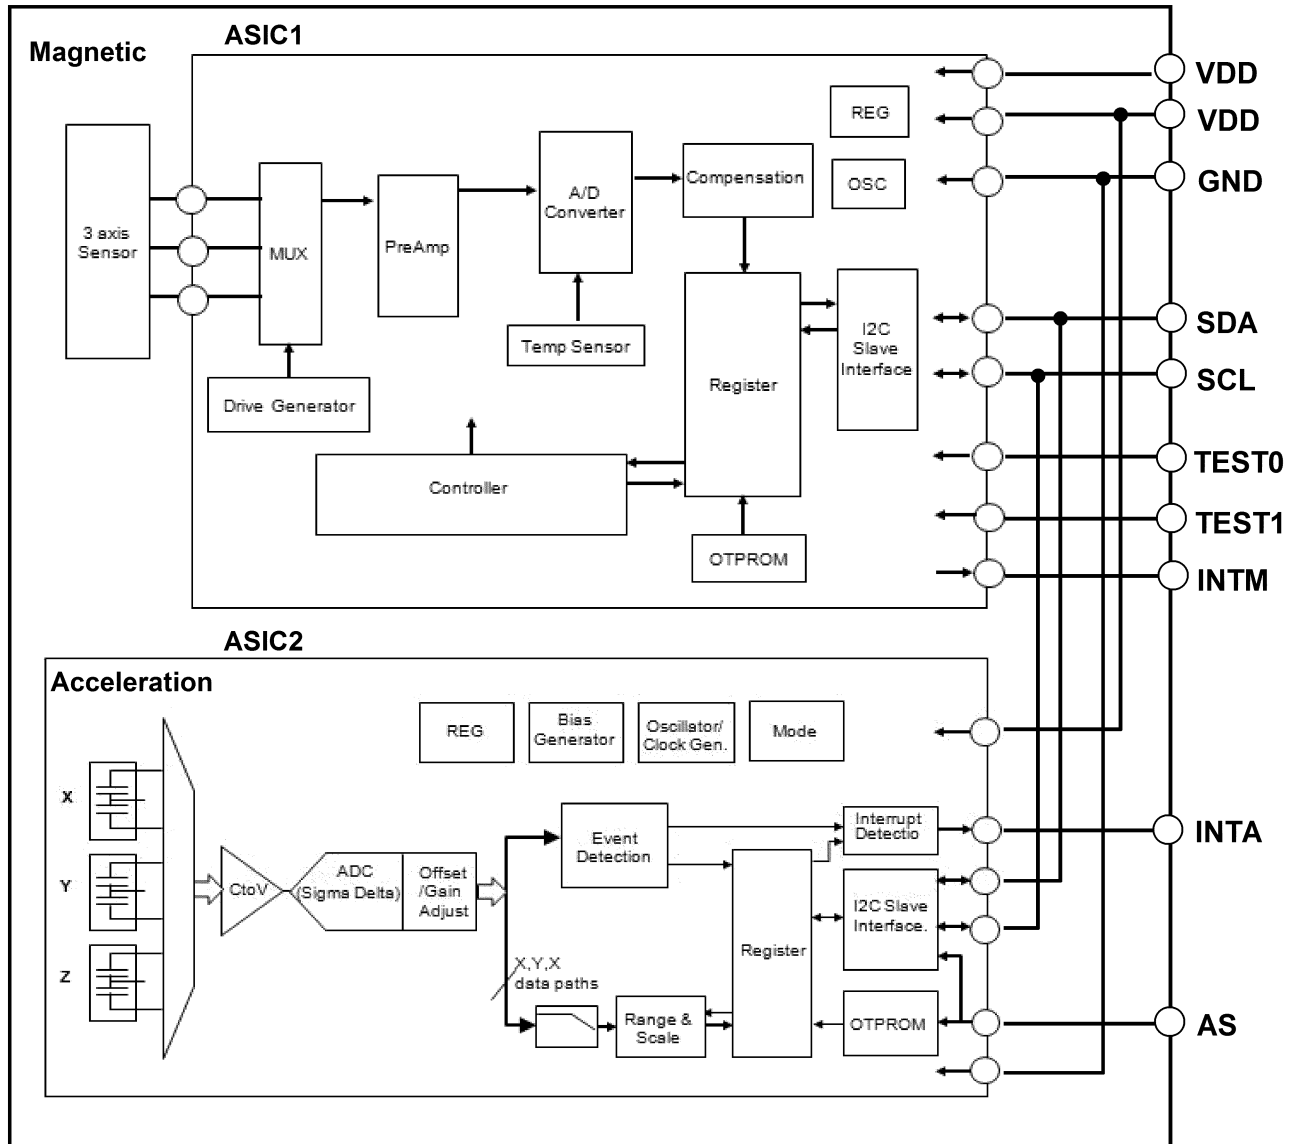 ASIC1
Magnetic
VDD
REG
VDD
Compensation
OSC
GND
A/D
Converter
3 axis
Sensor
MUX
PreAmp
SDA
I2C
Slave
Interface
Temp Sensor
Register
SCL
Drive Generator
TEST0
Controller
TEST1
OTPROM
INTM
ASIC2
Acceleration
REG
Bias
Generator
Oscillator/
Clock Gen.
Mode
X
Interrupt
Detectio
INTA
Event
Detection
Y
CtoV
ADC
(Sigma Delta)
Offset
/Gain
Adjust
I2C Slave
Interface.
Register
Z
X,Y,X
data paths
Range &
Scale
OTPROM
AS